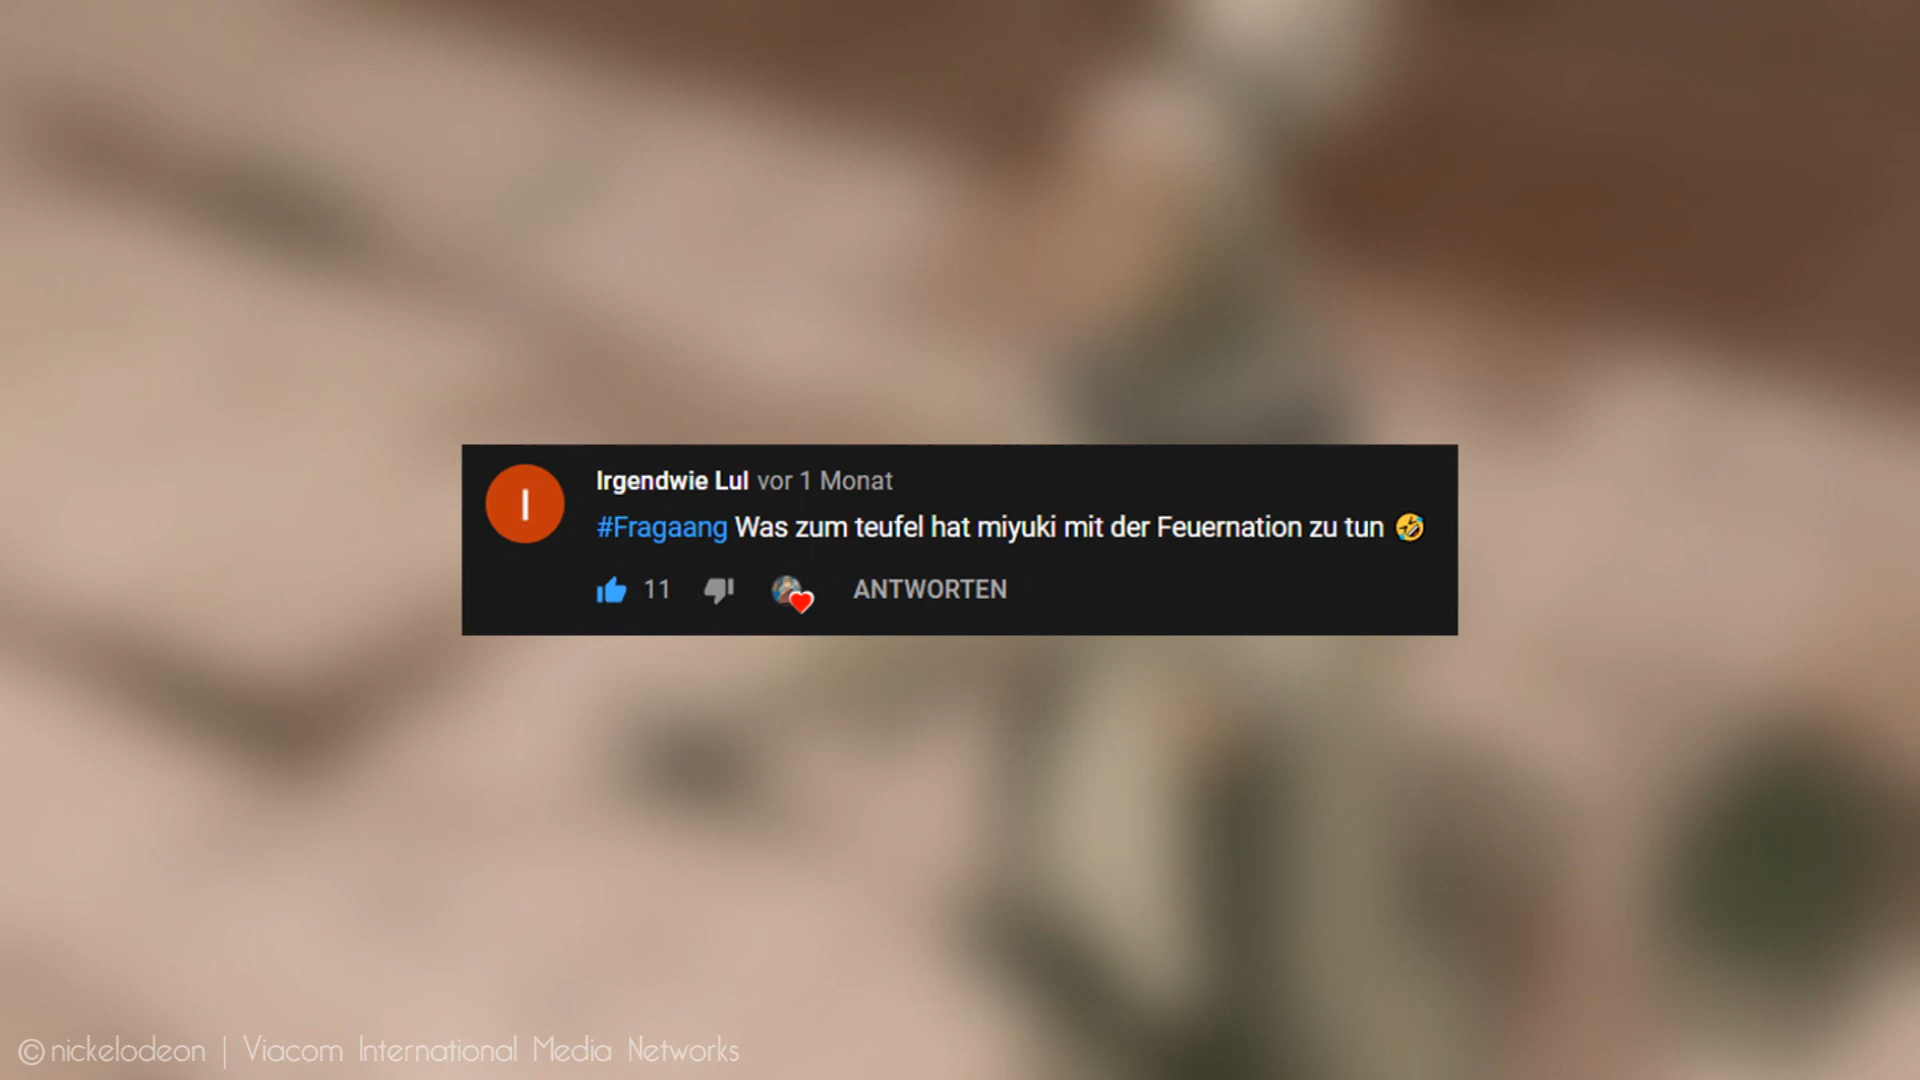 I
Irgendwie Lul vor 1 Monat
#Fragaang Was zum teufel hat miyuki mit der Feuernation zu tun 🤣
11 ANTWORTEN
©nickelodeon | Viacom International Media Networks